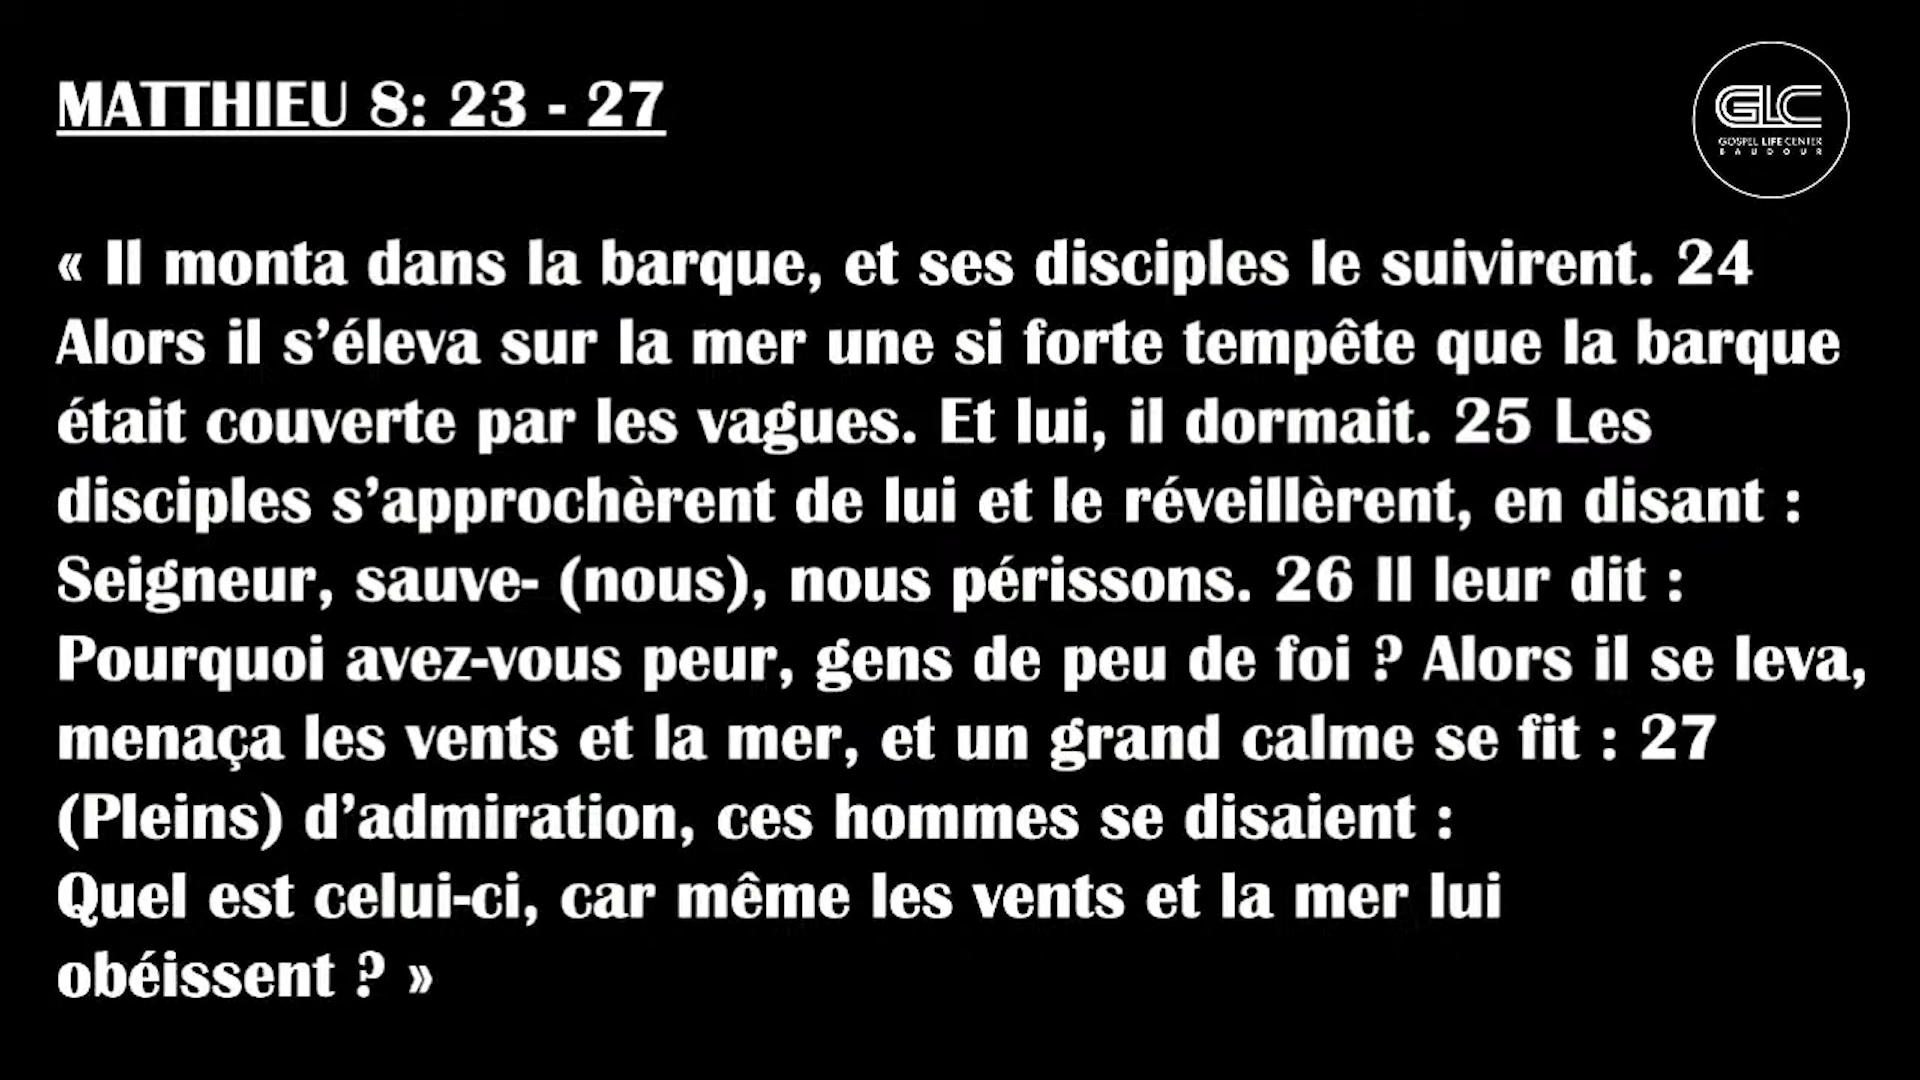 MATTHIEU 8: 23 - 27
GLC
GOSPEL LIFE CENTER
BAUDOUR
« Il monta dans la barque, et ses disciples le suivirent. 24
Alors il s’éleva sur la mer une si forte tempête que la barque
était couverte par les vagues. Et lui, il dormait. 25 Les
disciples s’approchèrent de lui et le réveillèrent, en disant :
Seigneur, sauve- (nous), nous périssons. 26 Il leur dit :
Pourquoi avez-vous peur, gens de peu de foi ? Alors il se leva,
menaça les vents et la mer, et un grand calme se fit : 27
(Pleins) d’admiration, ces hommes se disaient :
Quel est celui-ci, car même les vents et la mer lui
obéissent ? »